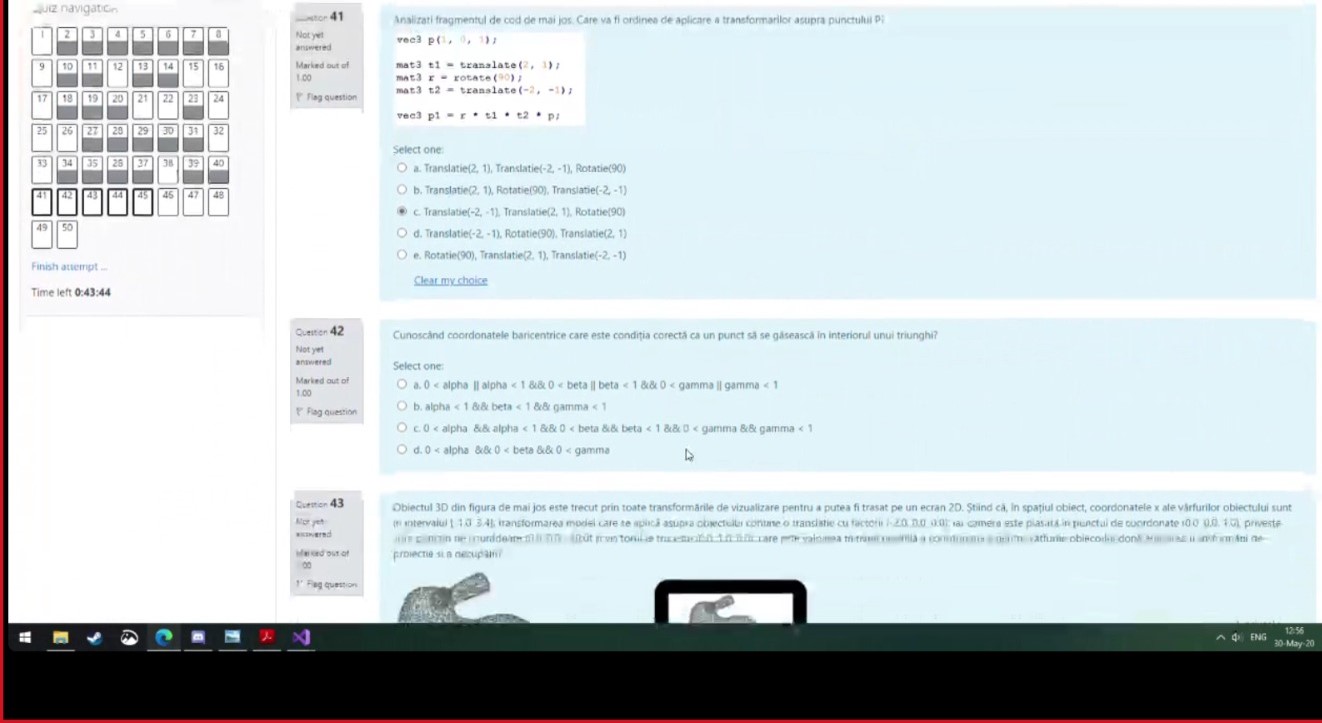 Quiz navigation
1 2 3 4 5 6 7 8
9 10 11 12 13 14 15 16
17 18 19 20 21 22 23 24
25 26 27 28 29 30 31 32
33 34 35 28 37 38 39 40
41 42 43 44 45 46 47 48
49 50
Finish attempt ...
Time left 0:43:44
Question 41
Not yet
answered
Marked out of
1.00
Flag question
Analizati fragmentul de cod de mai jos. Care va fi ordinea de aplicare a transformarilor asupra punctului P?
vec3 p(1, 0, 1);
mat3 t1 = translate(2, 1);
mat3 r = rotate(90);
mat3 t2 = translate(-2, -1);
vec3 p1 = r * t1 * t2 * p;
Select one:
a. Translatie(2, 1), Translatie(-2, -1), Rotatie(90)
b. Translatie(2, 1), Rotatie(90), Translatie(-2, -1)
c. Translatie(-2, -1), Translatie(2, 1), Rotatie(90)
d. Translatie(-2, -1), Rotatie(90), Translatie(2, 1)
e. Rotatie(90), Translatie(2, 1), Translatie(-2, -1)
Clear my choice
Question 42
Not yet
answered
Marked out of
1.00
Flag question
Cunoscând coordonatele baricentrice care este condiția corectă ca un punct să se găsească în interiorul unui triunghi?
Select one:
a. 0 < alpha || alpha < 1 && 0 < beta || beta < 1 && 0 < gamma || gamma < 1
b. alpha < 1 && beta < 1 && gamma < 1
c. 0 < alpha && alpha < 1 && 0 < beta && beta < 1 && 0 < gamma && gamma < 1
d. 0 < alpha && 0 < beta && 0 < gamma
Question 43
Not yet
answered
Marked out of
Flag question
Obiectul 3D din figura de mai jos este trecut prin toate transformările de vizualizare pentru a putea fi trasat pe un ecran 2D. Știind că, în spațiul obiect, coordonatele x ale vârfurilor obiectului sunt
in intervalul [-1.0, 3.4], transformarea model care se aplică asupra obiectului contine o translatie cu factorii este plasată in punctul de coordonate (0.0, 0.0, 1.0), privește
care este valoarea
proiectie si a decupării?
ENG
12:56
30-May-20